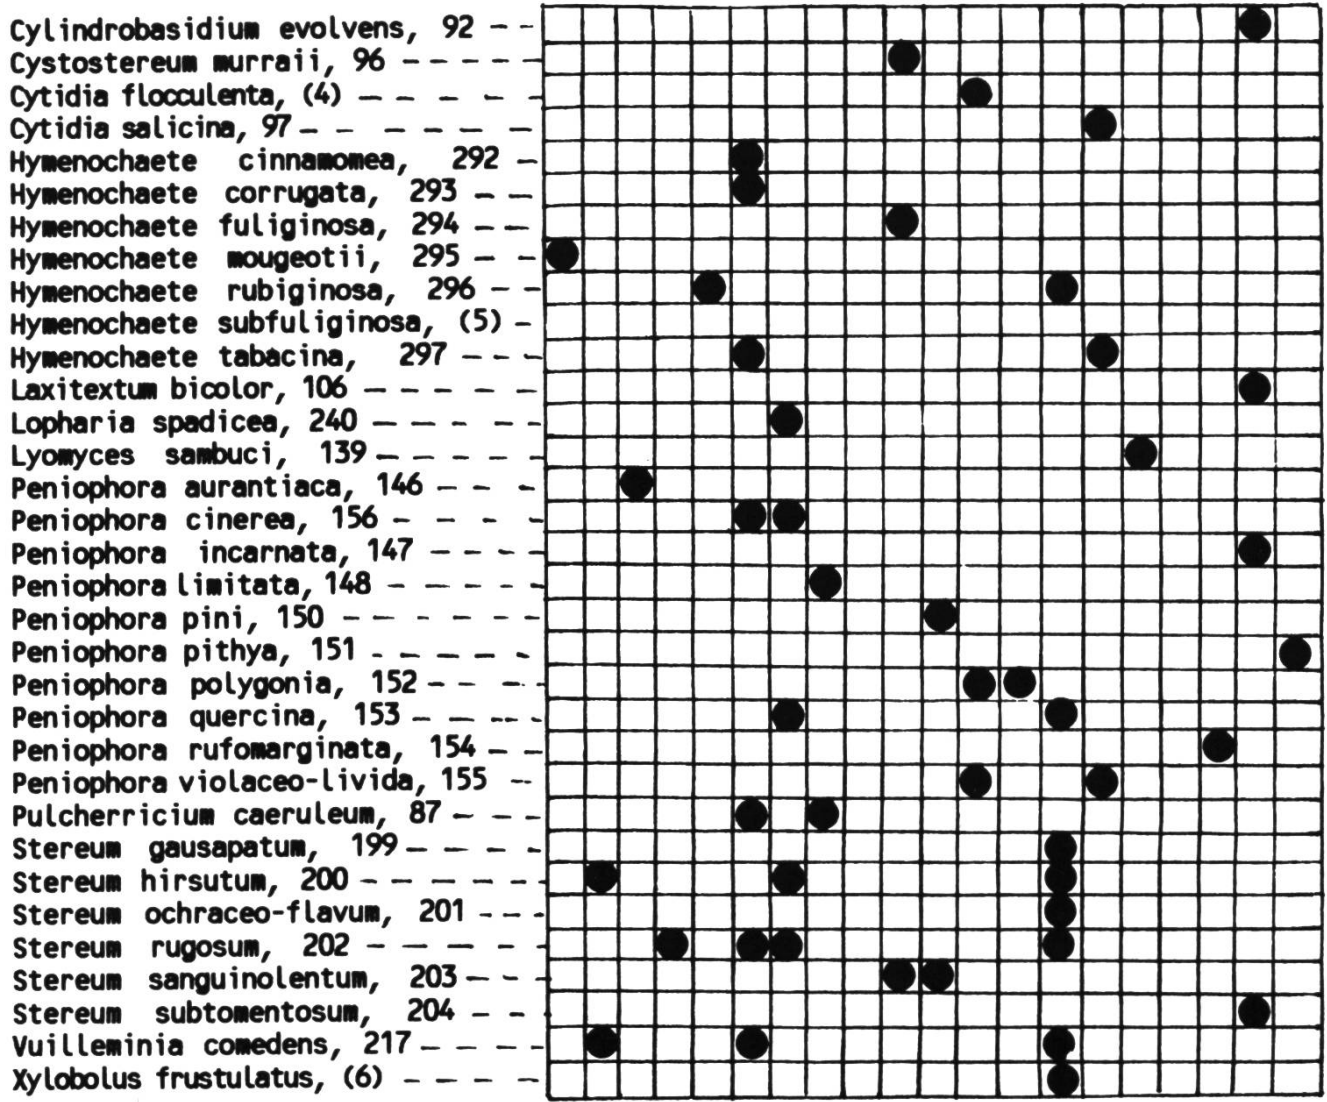 Cylindrobasidium evolvens, 92
Cystostereum murraii, 96
Cytidia flocculenta, (4)
Cytidia salicina, 97
Hymenochaete cinnamomea, 292
Hymenochaete corrugata, 293
Hymenochaete fuliginosa, 294
Hymenochaete mougeotii, 295
Hymenochaete rubiginosa, 296
Hymenochaete subfuliginosa, (5)
Hymenochaete tabacina, 297
Laxitextum bicolor, 106
Lopharia spadicea, 240
Lyomyces sambuci, 139
Peniophora aurantiaca, 146
Peniophora cinerea, 156
Peniophora incarnata, 147
Peniophora limitata, 148
Peniophora pini, 150
Peniophora pithya, 151
Peniophora polygonia, 152
Peniophora quercina, 153
Peniophora rufomarginata, 154
Peniophora violaceo-livida, 155
Pulcherricium caeruleum, 87
Stereum gausapatum, 199
Stereum hirsutum, 200
Stereum ochraceo-flavum, 201
Stereum rugosum, 202
Stereum sanguinolentum, 203
Stereum subtomentosum, 204
Vuilleminia comedens, 217
Xylobolus frustulatus, (6)